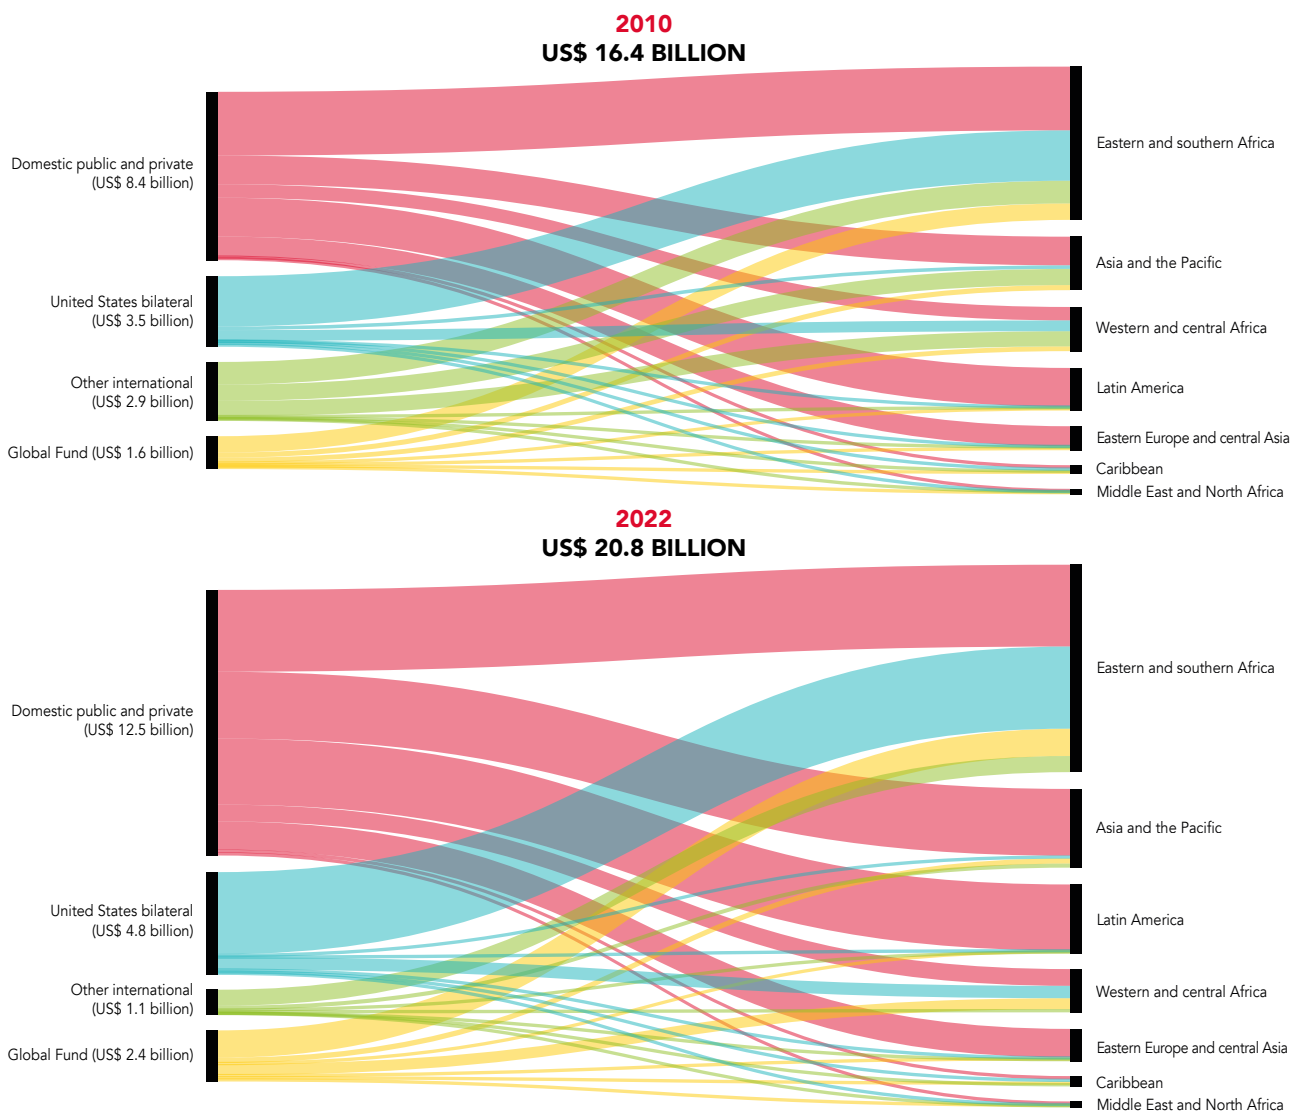 2010
US$ 16.4 BILLION
Domestic public and private
(US$ 8.4 billion)
United States bilateral
(US$ 3.5 billion)
Other international
(US$ 2.9 billion)
Global Fund (US$ 1.6 billion)
Eastern and southern Africa
Asia and the Pacific
Western and central Africa
Latin America
Eastern Europe and central Asia
Caribbean
Middle East and North Africa
2022
US$ 20.8 BILLION
Domestic public and private
(US$ 12.5 billion)
United States bilateral
(US$ 4.8 billion)
Other international
(US$ 1.1 billion)
Global Fund (US$ 2.4 billion)
Eastern and southern Africa
Asia and the Pacific
Latin America
Western and central Africa
Eastern Europe and central Asia
Caribbean
Middle East and North Africa